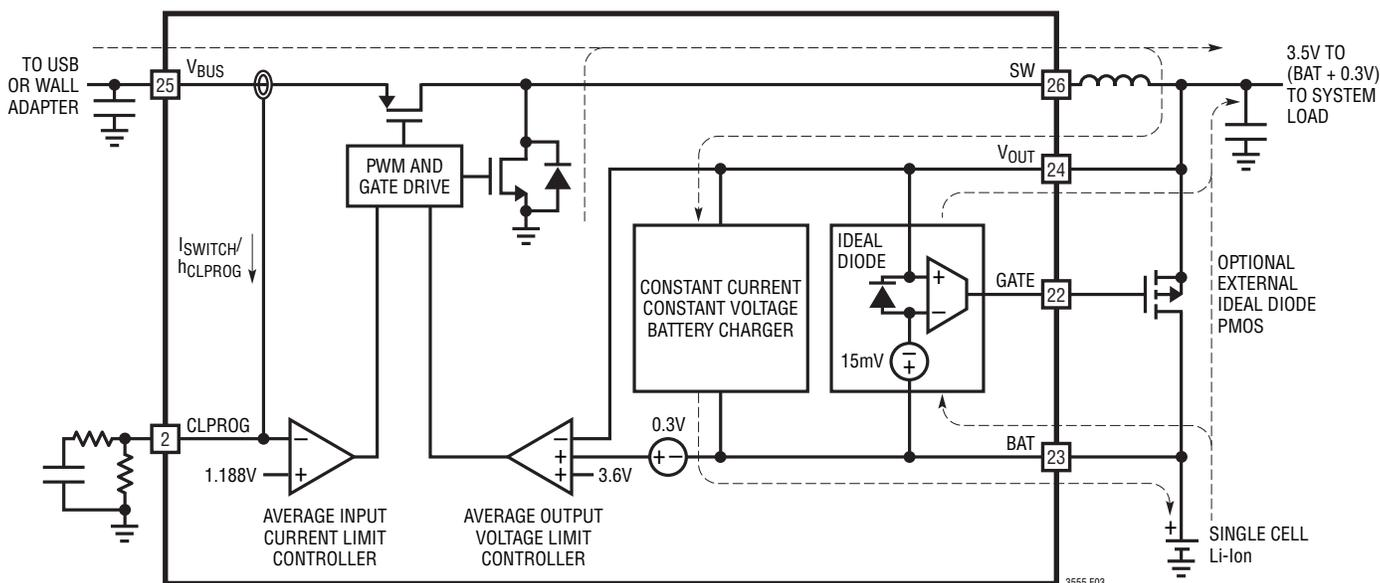 TO USB
OR WALL
ADAPTER
25
VBUS
SW
26
3.5V TO
(BAT + 0.3V)
TO SYSTEM
LOAD
PWM AND
GATE DRIVE
VOUT
24
ISWITCH/
hCLPROG
CONSTANT CURRENT
CONSTANT VOLTAGE
BATTERY CHARGER
IDEAL
DIODE
+
−
15mV
−
+
GATE
22
OPTIONAL
EXTERNAL
IDEAL DIODE
PMOS
2
CLPROG
−
1.188V
+
AVERAGE INPUT
CURRENT LIMIT
CONTROLLER
−
+
+
3.6V
0.3V
+ −
AVERAGE OUTPUT
VOLTAGE LIMIT
CONTROLLER
BAT
23
+
SINGLE CELL
Li-Ion
3555 F03